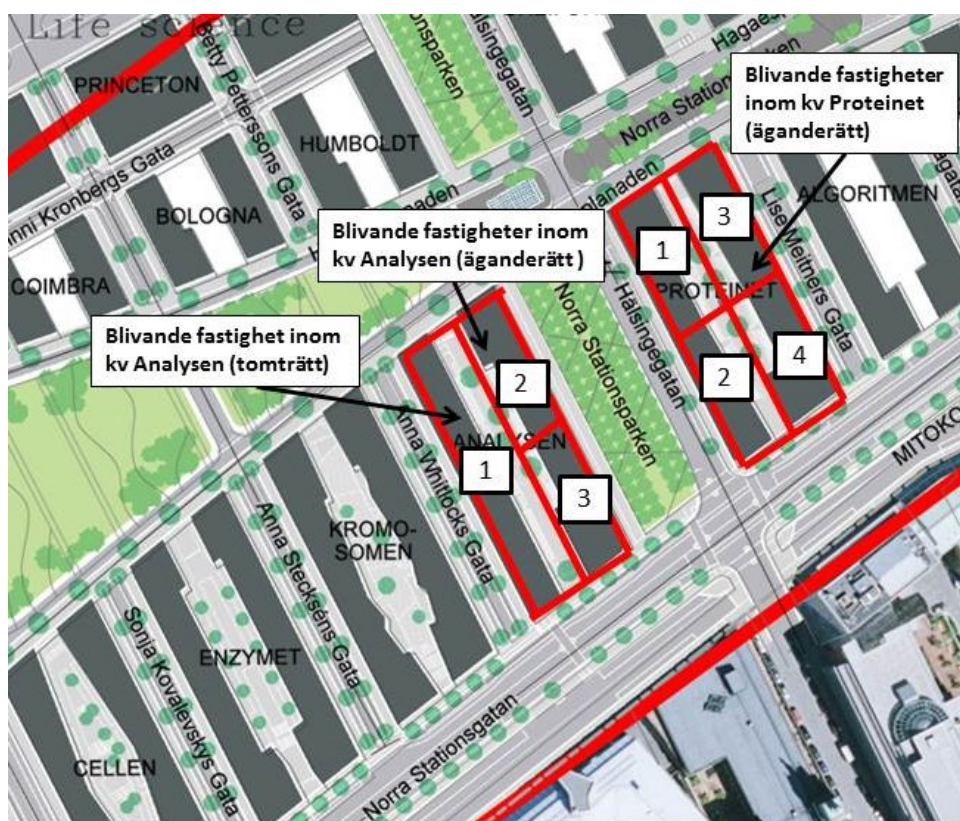 Life science
PRINCETON
Betty Petterssons Gata
HUMBOLDT
BOLOGNA
COIMBRA
Kronbergs Gata
Hälsingegatan
Norra
Blivande fastigheter
inom kv Proteinet
(äganderätt)
ALGORITMEN
Lise Meitners Gata
1
3
PROTEINET
2
4
Blivande fastigheter inom
kv Analysen (äganderätt )
Norra Stationsparken
Hälsingegatan
Blivande fastighet inom
kv Analysen (tomträtt)
2
ANALYSEN
1
3
Anna Whitlocks Gata
KROMO-
SOMEN
Anna Steckséns Gata
ENZYMET
Sonja Kovalevskys Gata
CELLEN
Norra Stationsgatan